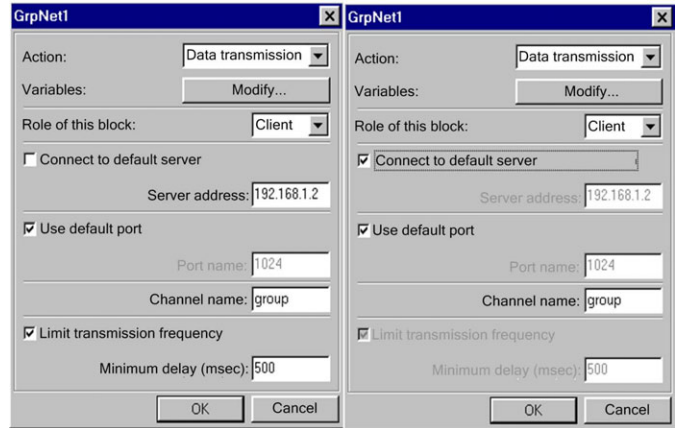 GrpNet1
Action: Data transmission
Variables: Modify...
Role of this block: Client
Connect to default server
Server address: 192.168.1.2
Use default port
Port name: 1024
Channel name: group
Limit transmission frequency
Minimum delay (msec): 500
OK Cancel
GrpNet1
Action: Data transmission
Variables: Modify...
Role of this block: Client
Connect to default server
Server address: 192.168.1.2
Use default port
Port name: 1024
Channel name: group
Limit transmission frequency
Minimum delay (msec): 500
OK Cancel